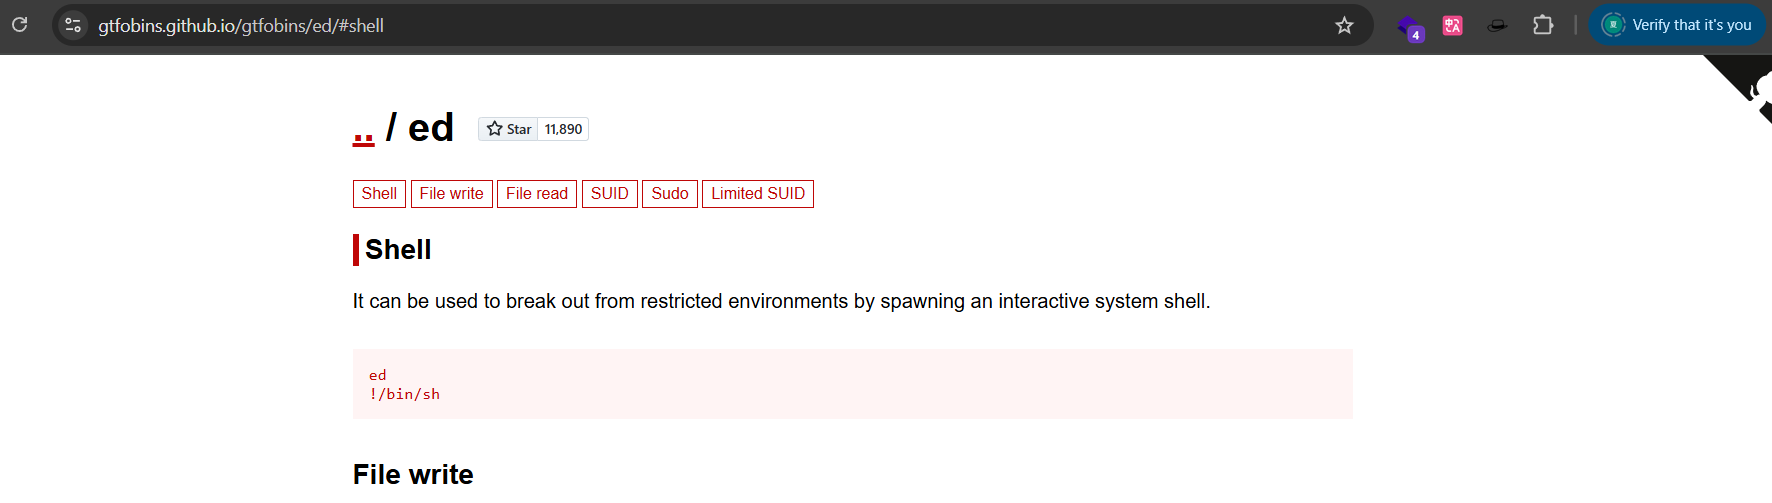 gtfobins.github.io/gtfobins/ed/#shell
4
Verify that it's you
.. / ed
Star 11,890
Shell File write File read SUID Sudo Limited SUID
Shell
It can be used to break out from restricted environments by spawning an interactive system shell.
ed
!/bin/sh
File write